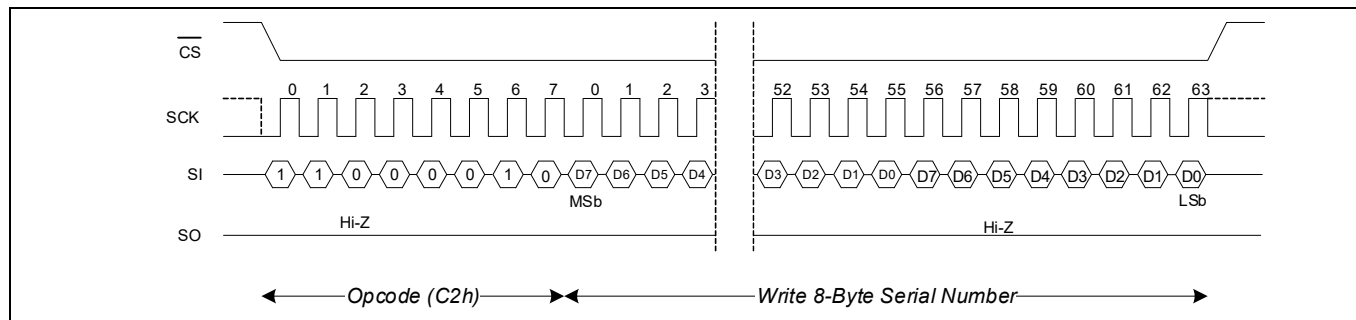 CS
0 1 2 3 4 5 6 7 0 1 2 3 52 53 54 55 56 57 58 59 60 61 62 63
SCK
SI 1 1 0 0 0 0 1 0 D7 D6 D5 D4 D3 D2 D1 D0 D7 D6 D5 D4 D3 D2 D1 D0
MSb LSb
Hi-Z Hi-Z
SO
Opcode (C2h) Write 8-Byte Serial Number